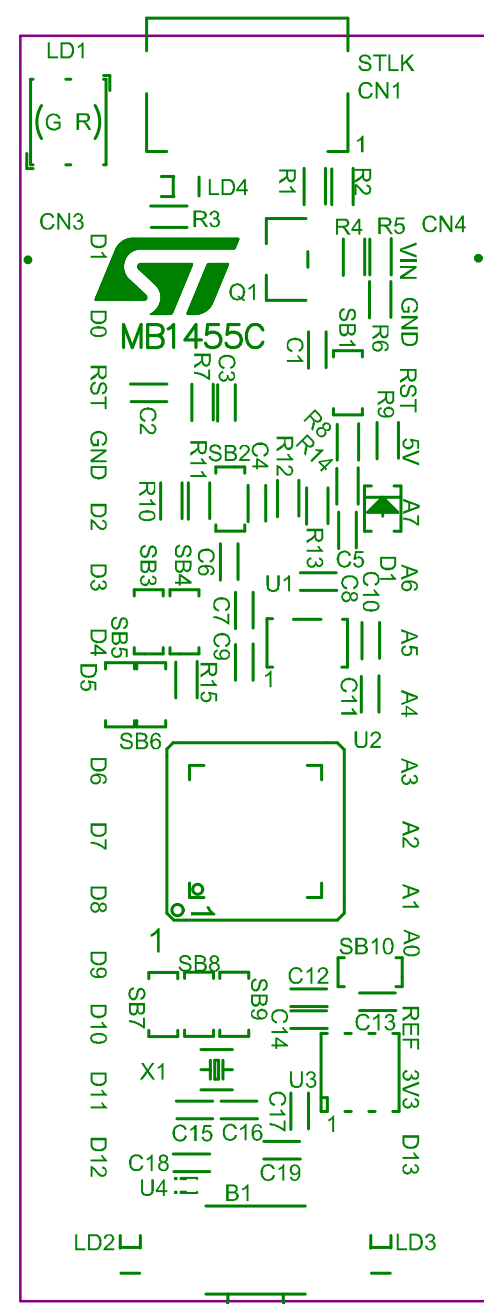 LD1
STLK
CN1
( G R )
1
R1
R2
LD4
R3
CN3
R4
R5
CN4
D1
VIN
ST
Q1
GND
D0
SB1
MB1455C
R6
C1
R7
C3
RST
RST
R9
C2
R8
GND
R14
5V
R11
SB2
C4
R12
R10
D2
A7
R13
SB3
SB4
C6
C5
D1
D3
U1
C8
C10
A6
C7
D4
SB5
C9
A5
D5
R15
1
C11
A4
SB6
U2
D6
A3
D7
A2
D8
A1
1
1
A0
SB10
D9
SB8
C12
SB7
SB9
D10
C14
C13
REF
X1
U3
D11
3V3
C17
1
C15
C16
D12
D13
C18
C19
U4
B1
LD2
LD3